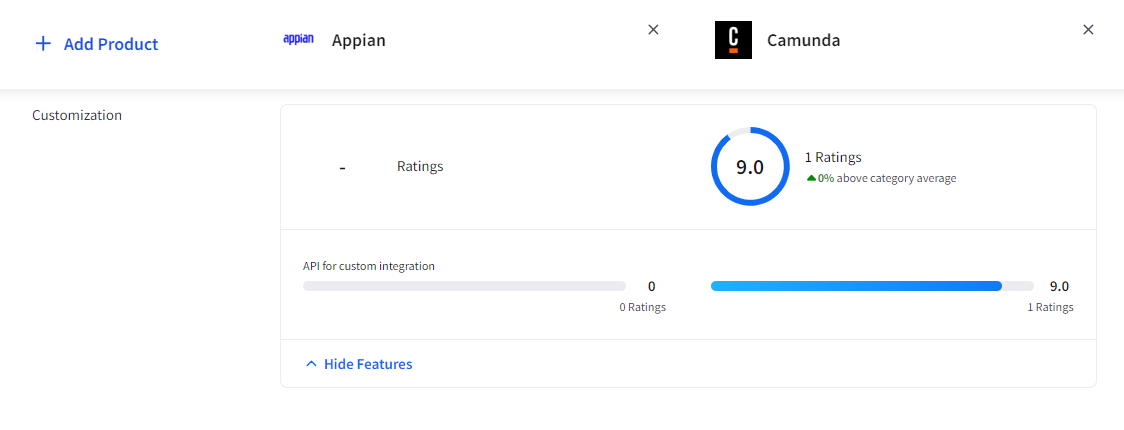 Add Product
appian
Appian
C
Camunda
Customization
-
Ratings
9.0
1 Ratings
0% above category average
API for custom integration
0
0 Ratings
9.0
1 Ratings
Hide Features